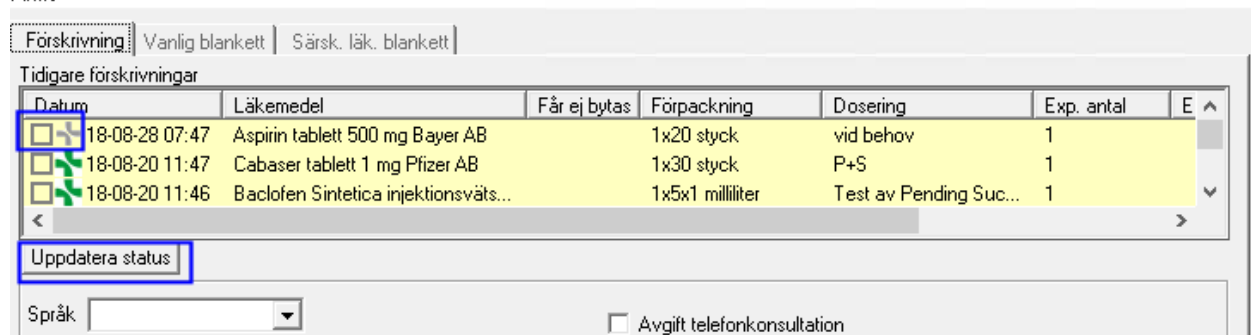 Förskrivning Vanlig blankett Särsk. läk. blankett
Tidigare förskrivningar
Datum Läkemedel Får ej bytas Förpackning Dosering Exp. antal E
18-08-28 07:47 Aspirin tablett 500 mg Bayer AB 1x20 styck vid behov 1
18-08-20 11:47 Cabaser tablett 1 mg Pfizer AB 1x30 styck P+S 1
18-08-20 11:46 Baclofen Sintetica injektionsväts... 1x5x1 milliliter Test av Pending Suc... 1
Uppdatera status
Språk Avgift telefonkonsultation